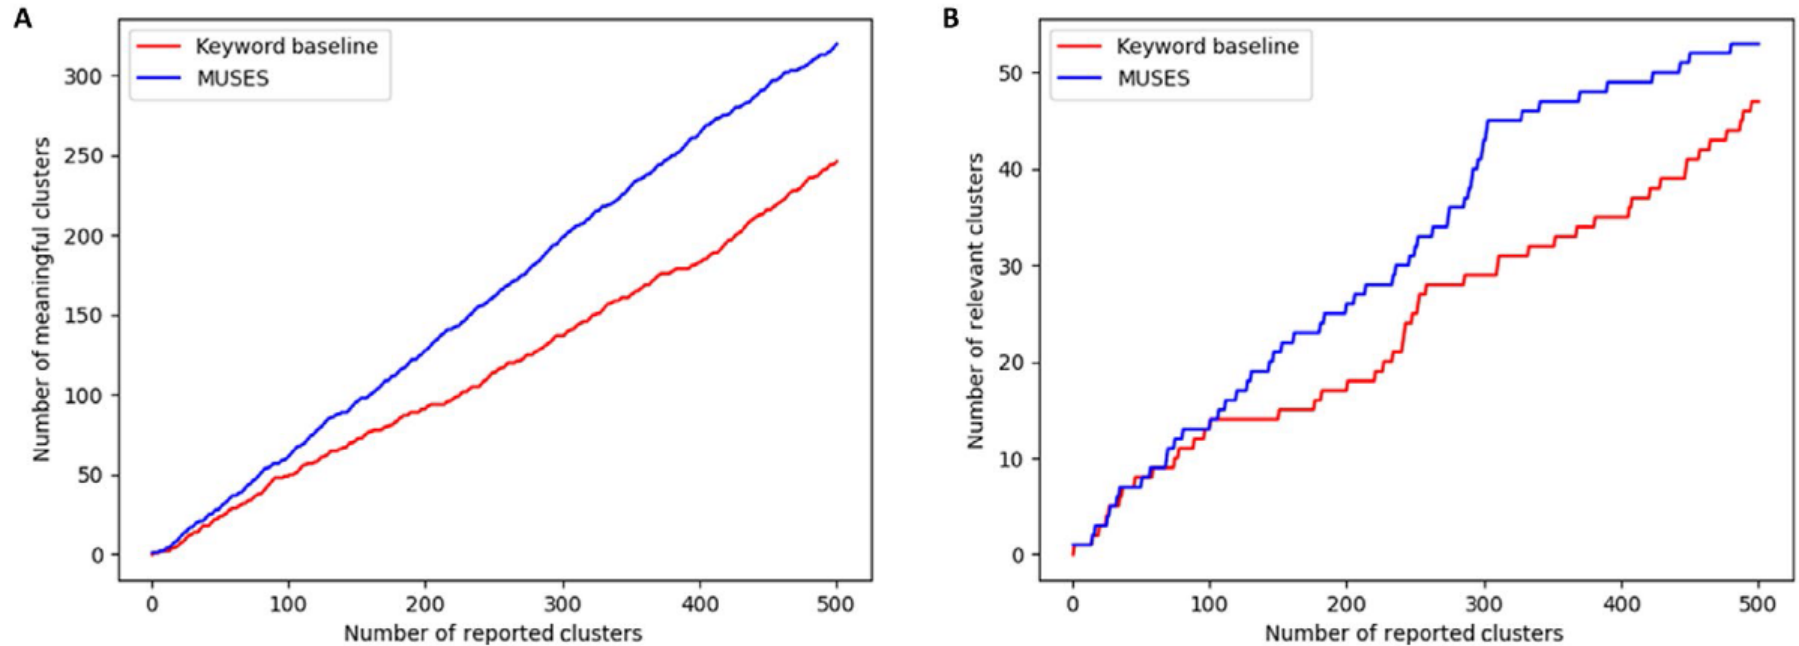 A
Keyword baseline
MUSES
Number of meaningful clusters
300
250
200
150
100
50
0
0 100 200 300 400 500
Number of reported clusters
B
Keyword baseline
MUSES
Number of relevant clusters
50
40
30
20
10
0
0 100 200 300 400 500
Number of reported clusters